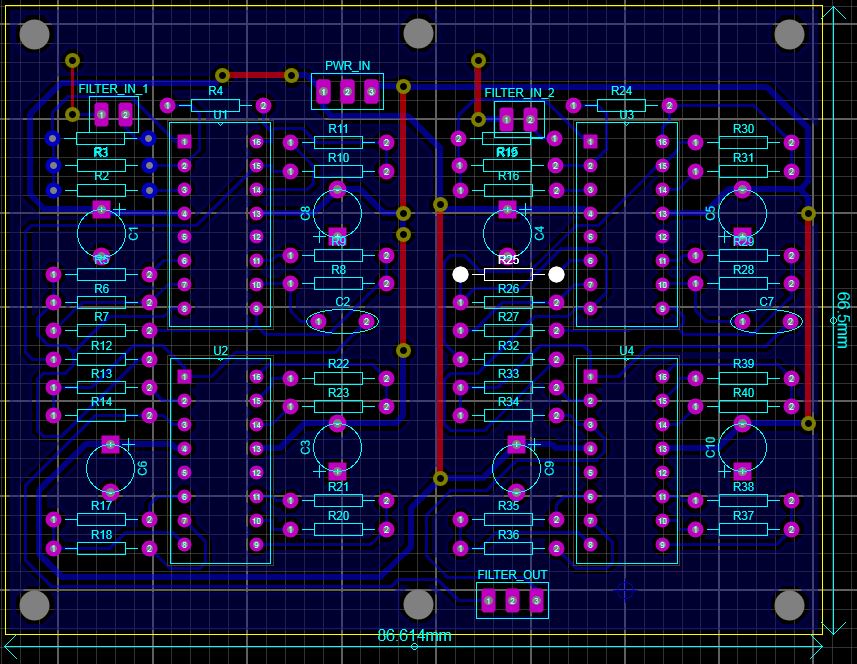 PWR_IN
FILTER_IN_1
R4
FILTER_IN_2
R24
1 2 3
U1
U3
1 2
1 2
1 2
1 2
R11
R30
R3
R10
R15
R31
R2
R16
C1
C8
C4
C5
R5
R9
R25
R29
R6
R8
R26
R28
R7
C2
R27
C7
66.5mm
R12
U2
R22
R32
U4
R39
R13
R23
R33
R40
R14
R34
C6
C3
C9
C10
R17
R21
R35
R38
R18
R20
R36
R37
FILTER_OUT
1 2 3
86.614mm